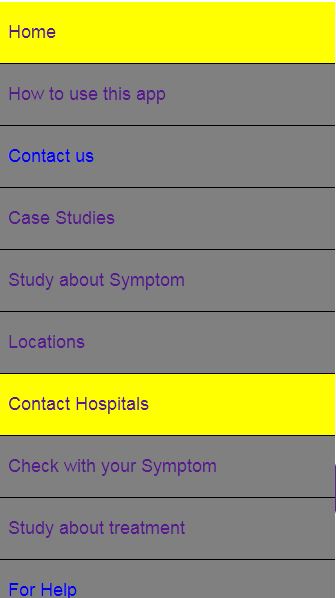 Home
How to use this app
Contact us
Case Studies
Study about Symptom
Locations
Contact Hospitals
Check with your Symptom
Study about treatment
For Help